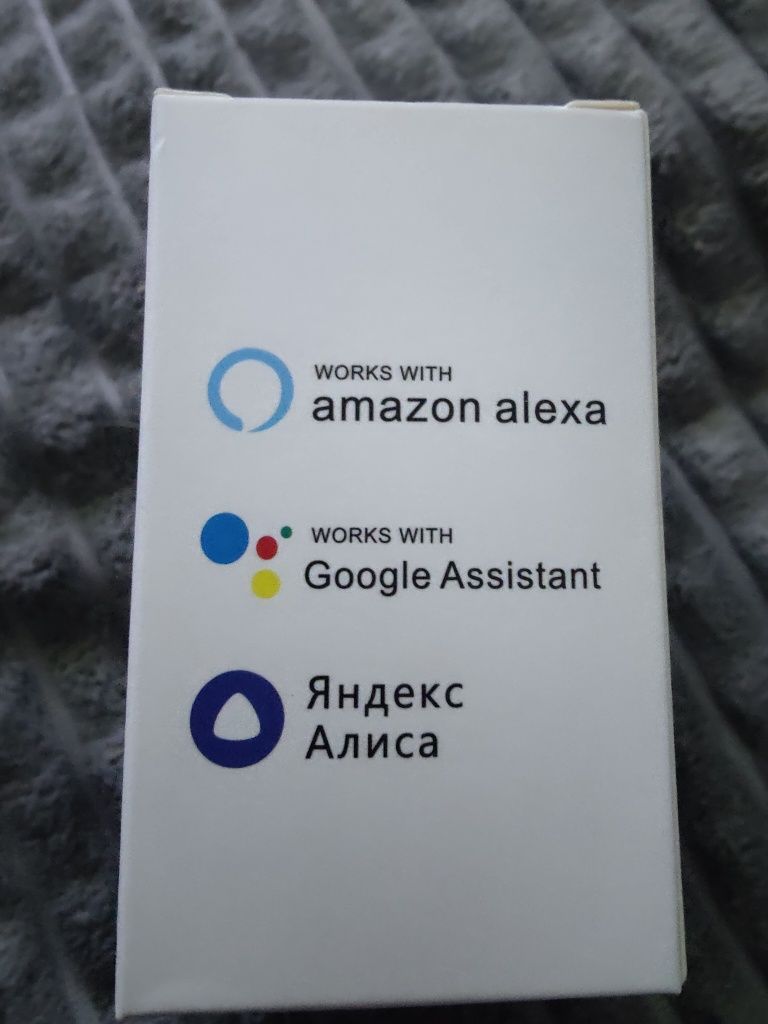 WORKS WITH
amazon alexa
WORKS WITH
Google Assistant
Яндекс
Алиса